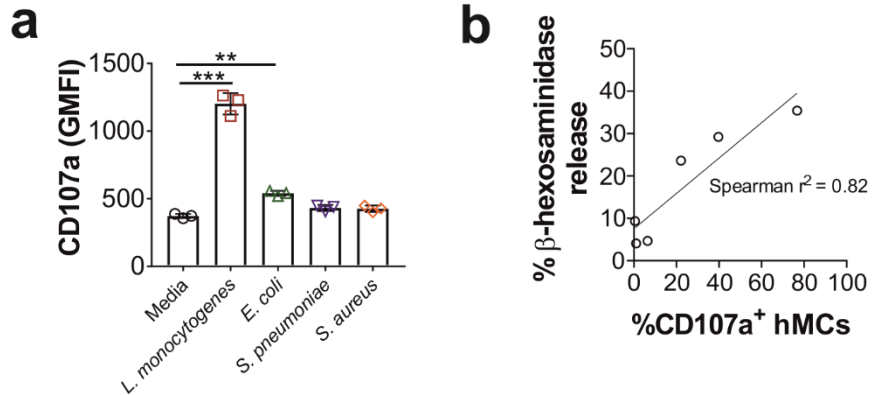 a
CD107a (GMFI)
1500
1000
500
0
**
***
Media
L. monocytogenes
E. coli
S. pneumoniae
S. aureus
b
% β-hexosaminidase
release
50
40
30
20
10
0
Spearman r² = 0.82
0 20 40 60 80 100
%CD107a⁺ hMCs